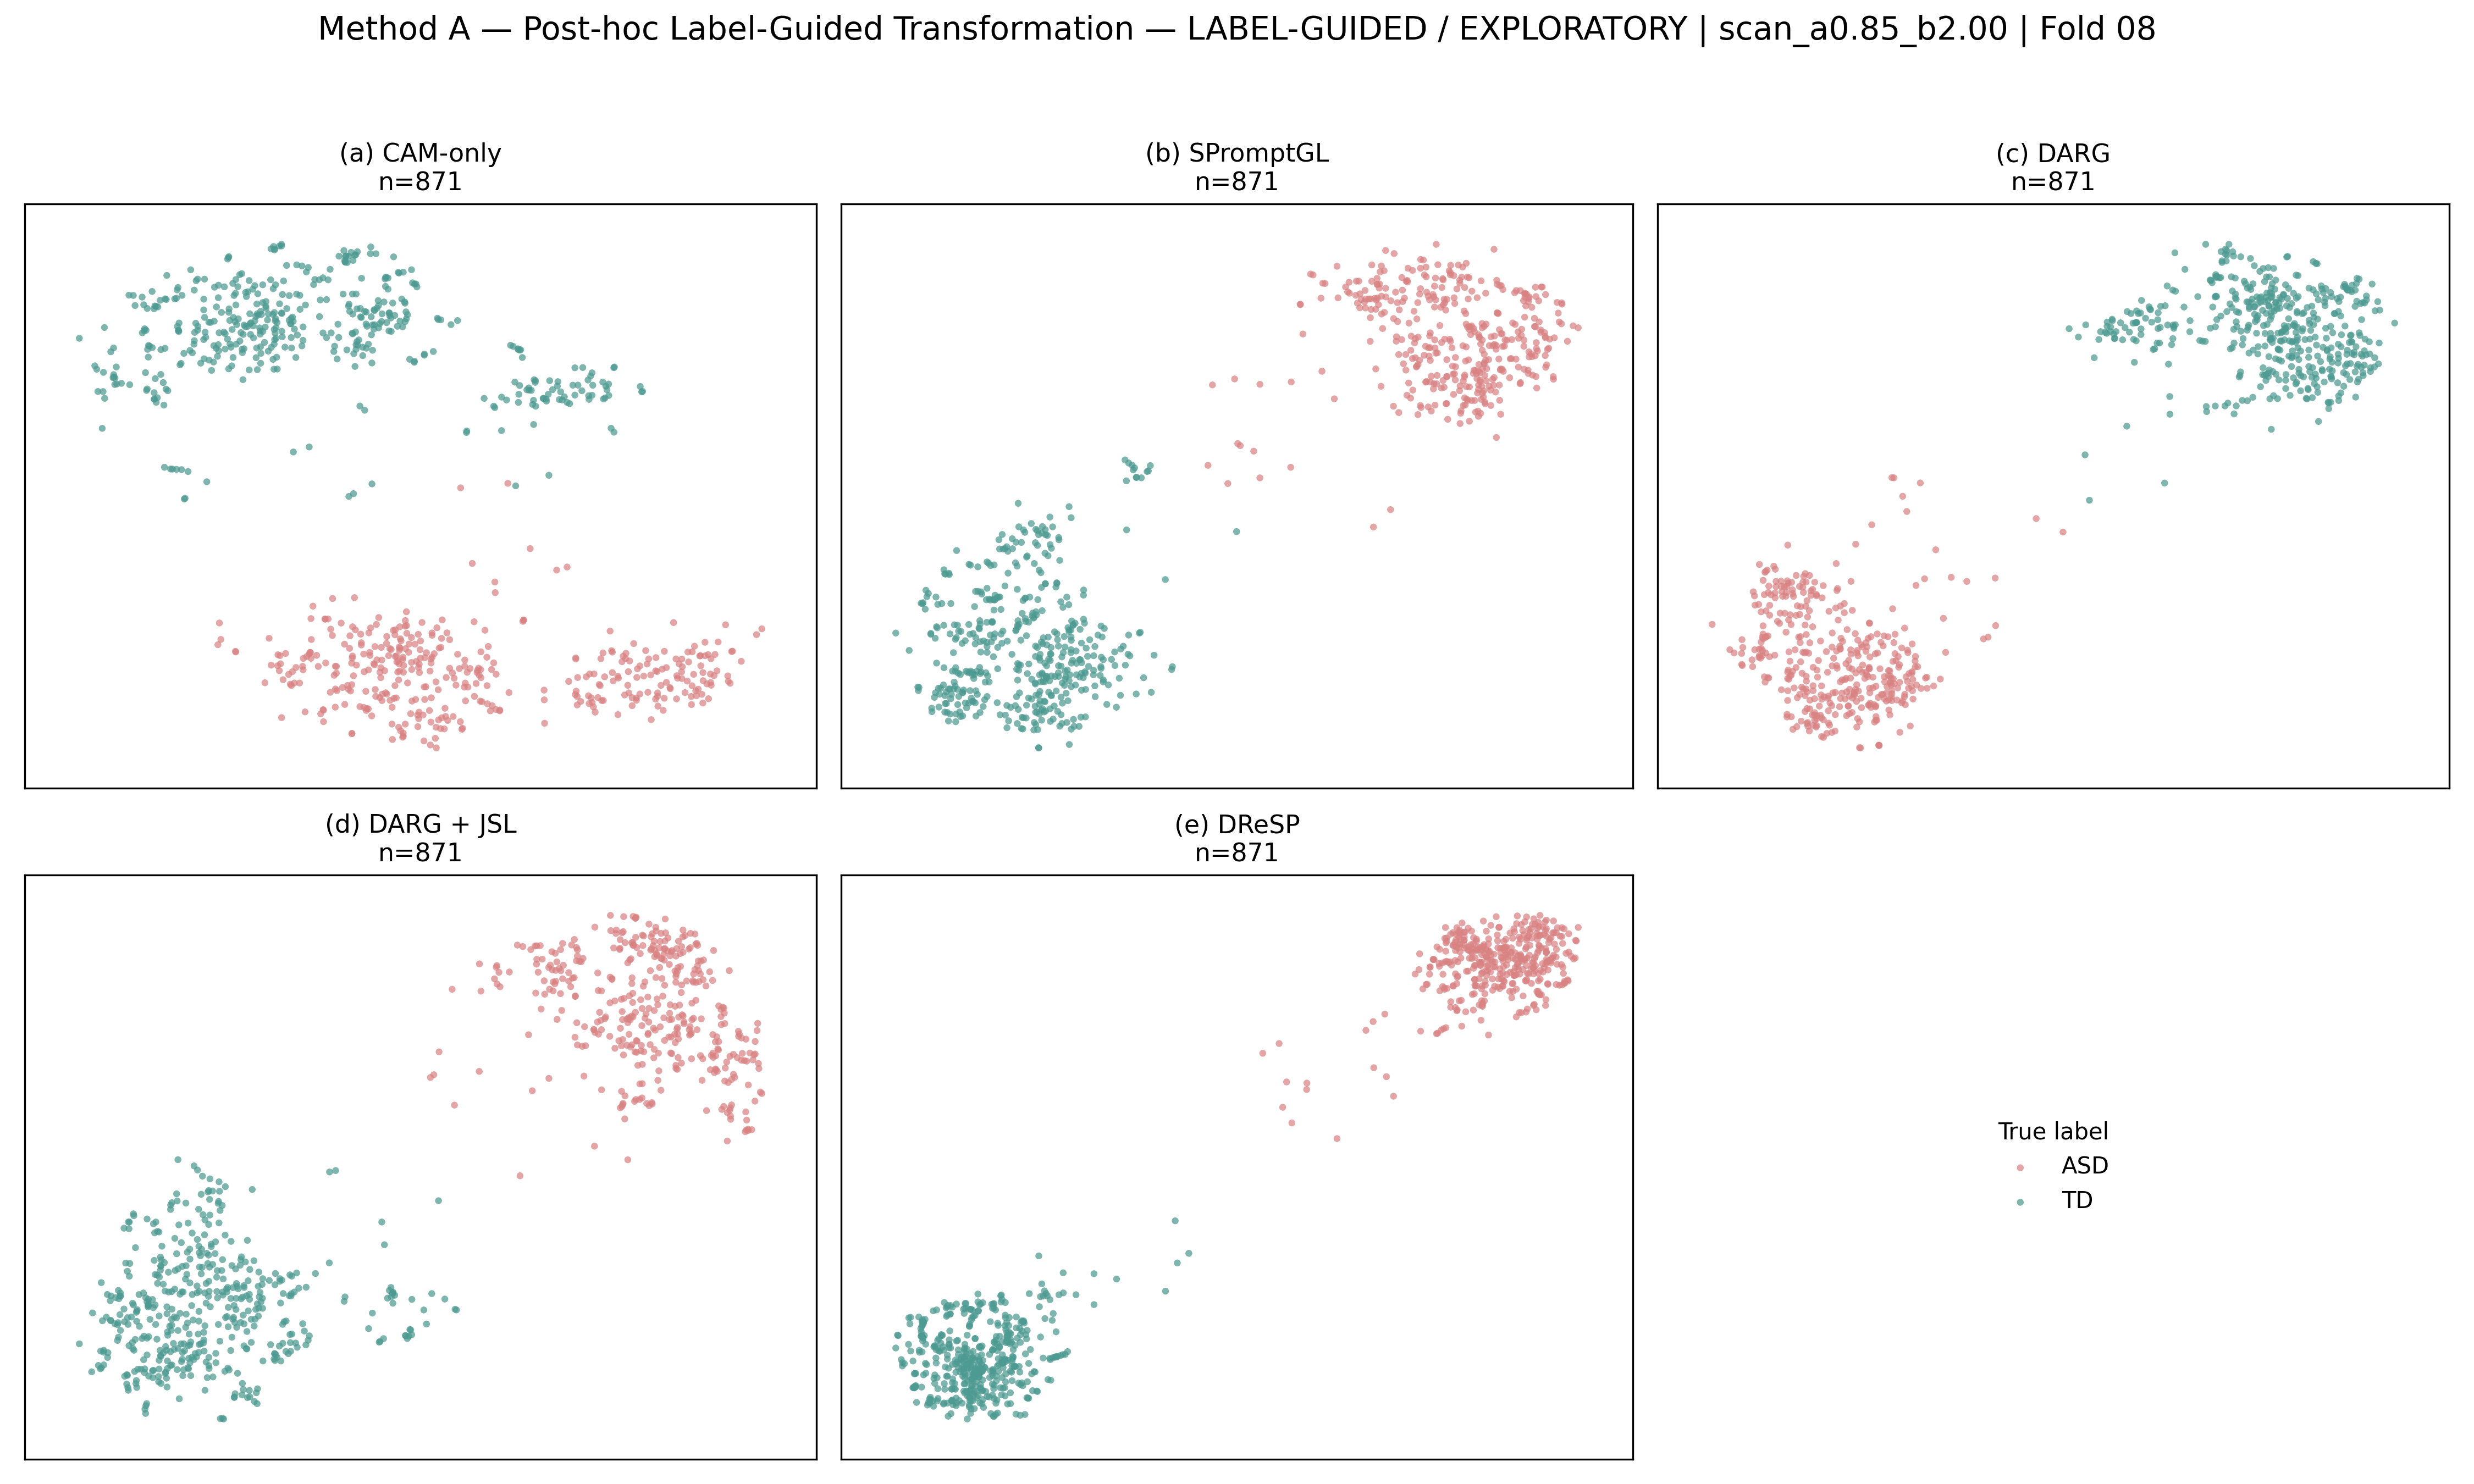 Method A — Post-hoc Label-Guided Transformation — LABEL-GUIDED / EXPLORATORY | scan_a0.85_b2.00 | Fold 08
(a) CAM-only
n=871
(b) SPromptGL
n=871
(c) DARG
n=871
(d) DARG + JSL
n=871
(e) DReSP
n=871
True label
ASD
TD